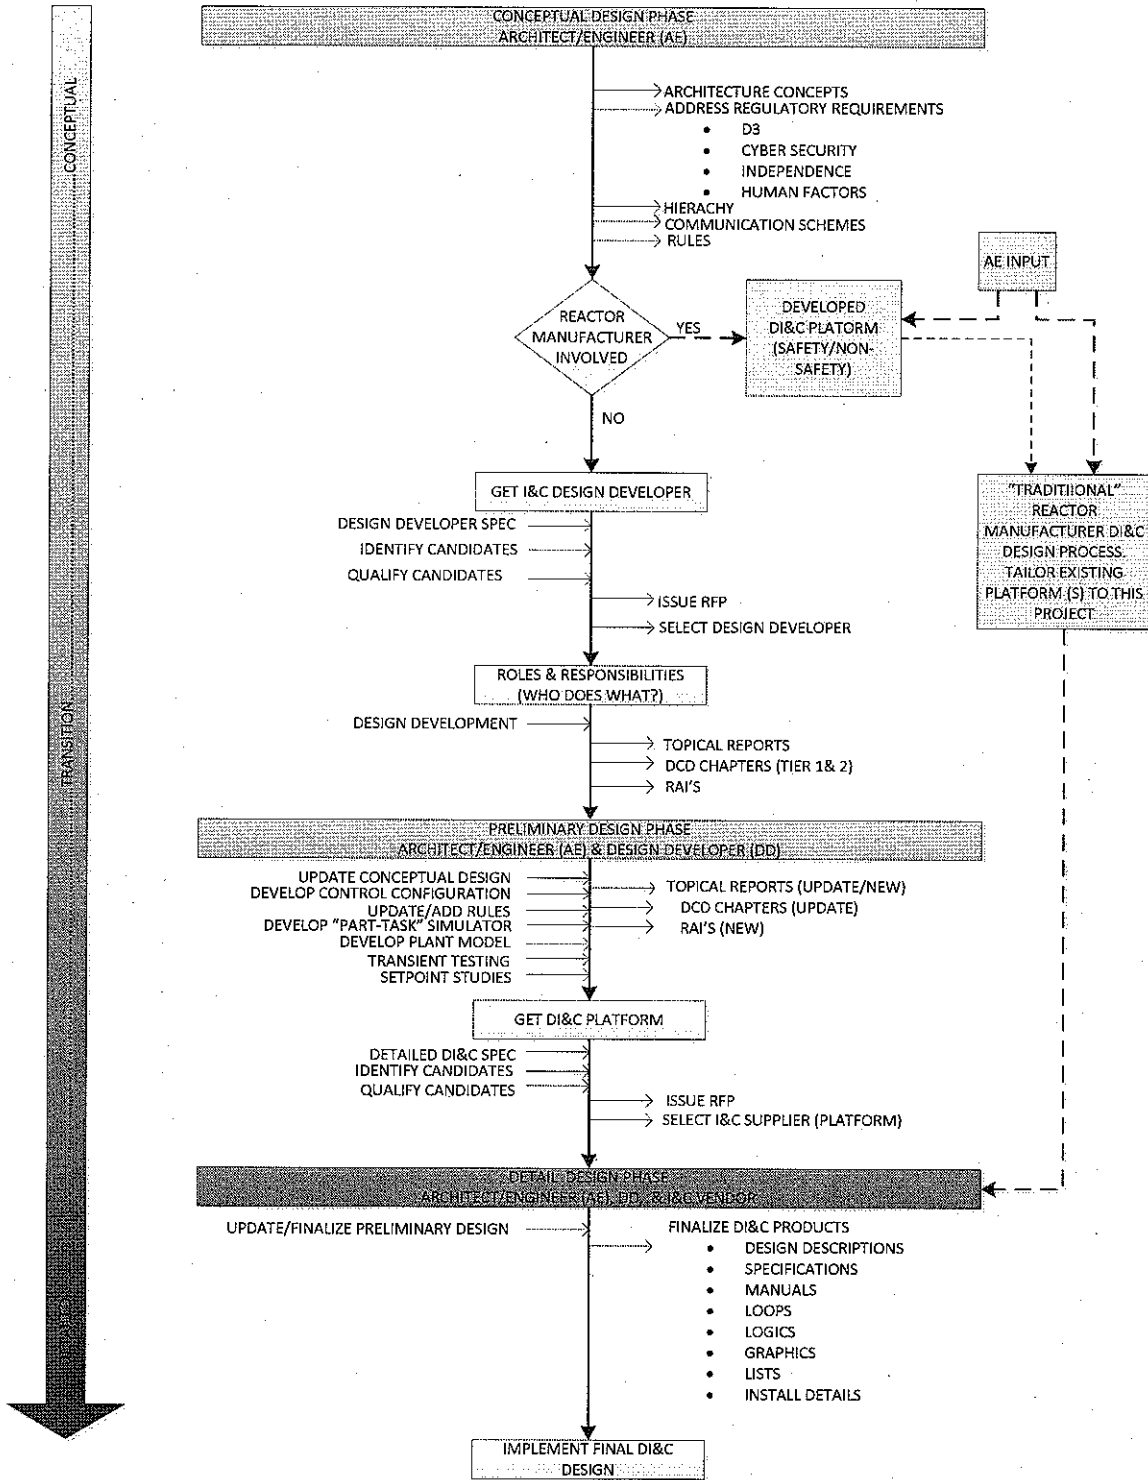 CONCEPTUAL DESIGN PHASE
ARCHITECT/ENGINEER (AE)
CONCEPTUAL
ARCHITECTURE CONCEPTS
ADDRESS REGULATORY REQUIREMENTS
• D3
• CYBER SECURITY
• INDEPENDENCE
• HUMAN FACTORS
HIERACHY
COMMUNICATION SCHEMES
RULES
AE INPUT
REACTOR
MANUFACTURER
INVOLVED
YES
DEVELOPED
DI&C PLATORM
(SAFETY/NON-
SAFETY)
NO
GET I&C DESIGN DEVELOPER
"TRADITIIONAL"
REACTOR
MANUFACTURER DI&C
DESIGN PROCESS.
TAILOR EXISTING
PLATFORM (S) TO THIS
PROJECT
DESIGN DEVELOPER SPEC
IDENTIFY CANDIDATES
QUALIFY CANDIDATES
ISSUE RFP
SELECT DESIGN DEVELOPER
ROLES & RESPONSIBILITIES
(WHO DOES WHAT?)
TRANSITION
DESIGN DEVELOPMENT
TOPICAL REPORTS
DCD CHAPTERS (TIER 1& 2)
RAI'S
PRELIMINARY DESIGN PHASE
ARCHITECT/ENGINEER (AE) & DESIGN DEVELOPER (DD)
UPDATE CONCEPTUAL DESIGN
DEVELOP CONTROL CONFIGURATION
UPDATE/ADD RULES
DEVELOP "PART-TASK" SIMULATOR
DEVELOP PLANT MODEL
TRANSIENT TESTING
SETPOINT STUDIES
TOPICAL REPORTS (UPDATE/NEW)
DCD CHAPTERS (UPDATE)
RAI'S (NEW)
GET DI&C PLATFORM
DETAILED DI&C SPEC
IDENTIFY CANDIDATES
QUALIFY CANDIDATES
ISSUE RFP
SELECT I&C SUPPLIER (PLATFORM)
DETAIL DESIGN PHASE
ARCHITECT/ENGINEER (AE), DD, & I&C VENDOR
UPDATE/FINALIZE PRELIMINARY DESIGN
FINALIZE DI&C PRODUCTS
• DESIGN DESCRIPTIONS
• SPECIFICATIONS
• MANUALS
• LOOPS
• LOGICS
• GRAPHICS
• LISTS
• INSTALL DETAILS
IMPLEMENT FINAL DI&C
DESIGN